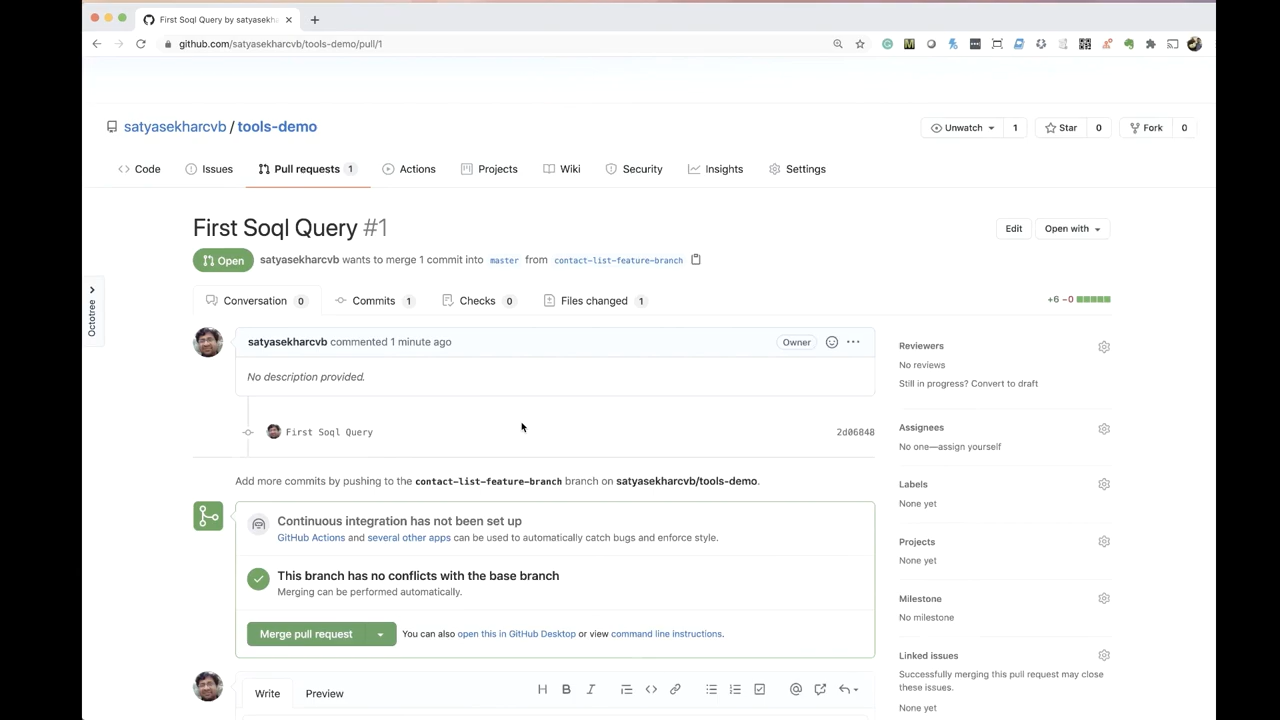 First Soql Query by satyasekha
github.com/satyasekharcvb/tools-demo/pull/1
satyasekharcvb / tools-demo
Unwatch 1 Star 0 Fork 0
Code Issues Pull requests 1 Actions Projects Wiki Security Insights Settings
First Soql Query #1
Edit Open with
Open satyasekharcvb wants to merge 1 commit into master from contact-list-feature-branch
Conversation 0 Commits 1 Checks 0 Files changed 1 +6 −0
Octotree
satyasekharcvb commented 1 minute ago Owner
No description provided.
First Soql Query 2d06848
Add more commits by pushing to the contact-list-feature-branch branch on satyasekharcvb/tools-demo.
Continuous integration has not been set up
GitHub Actions and several other apps can be used to automatically catch bugs and enforce style.
This branch has no conflicts with the base branch
Merging can be performed automatically.
Merge pull request You can also open this in GitHub Desktop or view command line instructions.
Write Preview
Reviewers
No reviews
Still in progress? Convert to draft
Assignees
No one—assign yourself
Labels
None yet
Projects
None yet
Milestone
No milestone
Linked issues
Successfully merging this pull request may close
these issues.
None yet